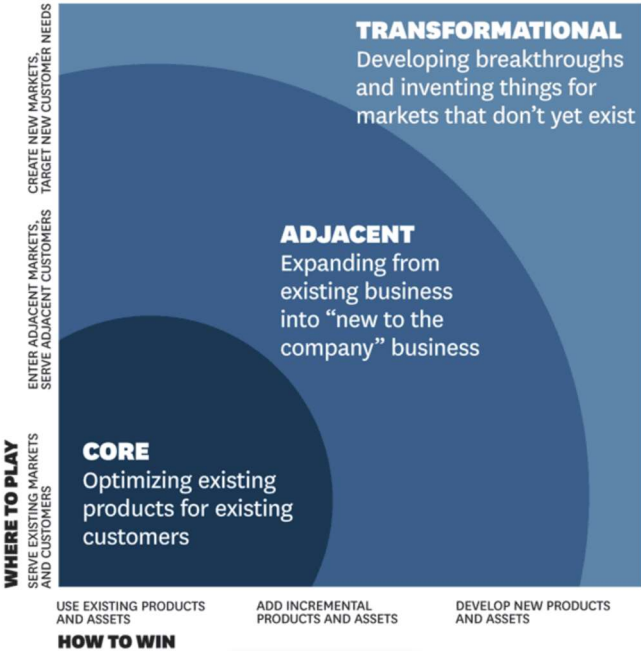 TRANSFORMATIONAL
Developing breakthroughs
and inventing things for
markets that don't yet exist
ADJACENT
Expanding from
existing business
into “new to the
company” business
CORE
Optimizing existing
products for existing
customers
WHERE TO PLAY
CREATE NEW MARKETS,
TARGET NEW CUSTOMER NEEDS
ENTER ADJACENT MARKETS,
SERVE ADJACENT CUSTOMERS
SERVE EXISTING MARKETS
AND CUSTOMERS
USE EXISTING PRODUCTS
AND ASSETS
ADD INCREMENTAL
PRODUCTS AND ASSETS
DEVELOP NEW PRODUCTS
AND ASSETS
HOW TO WIN